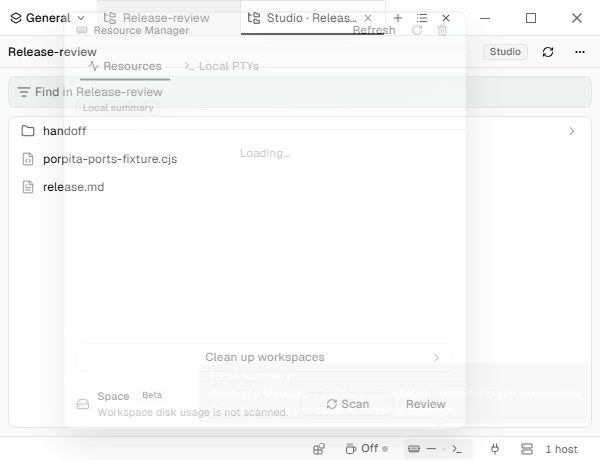 General
Release-review
Studio · Releas...
Resource Manager
Refresh
Release-review
Studio
Resources
Local PTYs
Find in Release-review
Local summary
handoff
Loading...
porpita-ports-fixture.cjs
release.md
Clean up workspaces
Local summary
Space
Beta
Scan
Review
Workspace disk usage is not scanned.
Off
1 host